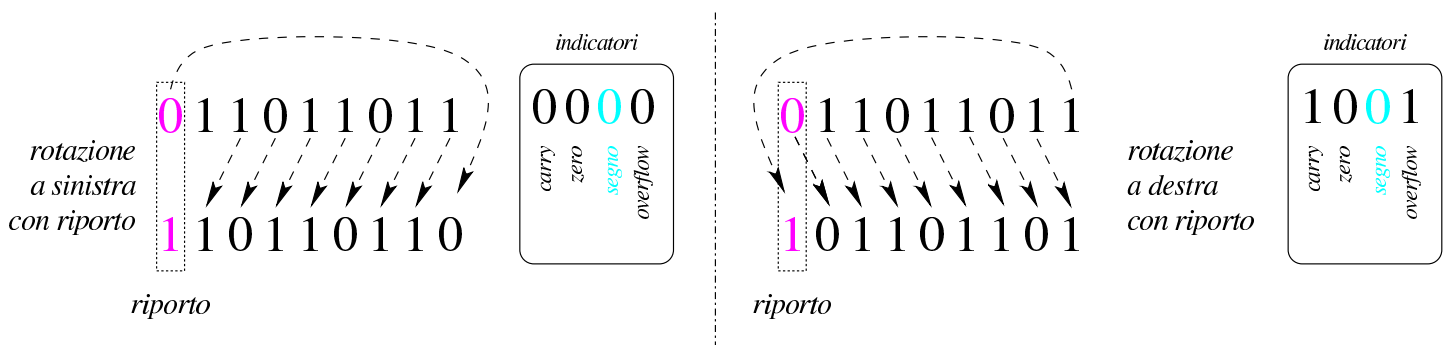 indicatori
0 1 1 0 1 1 0 1 1
0 0 0 0
carry zero segno overflow
rotazione
a sinistra
con riporto
1 1 0 1 1 0 1 1 0
riporto
indicatori
0 1 1 0 1 1 0 1 1
1 0 0 1
carry zero segno overflow
rotazione
a destra
con riporto
1 0 1 1 0 1 1 0 1
riporto